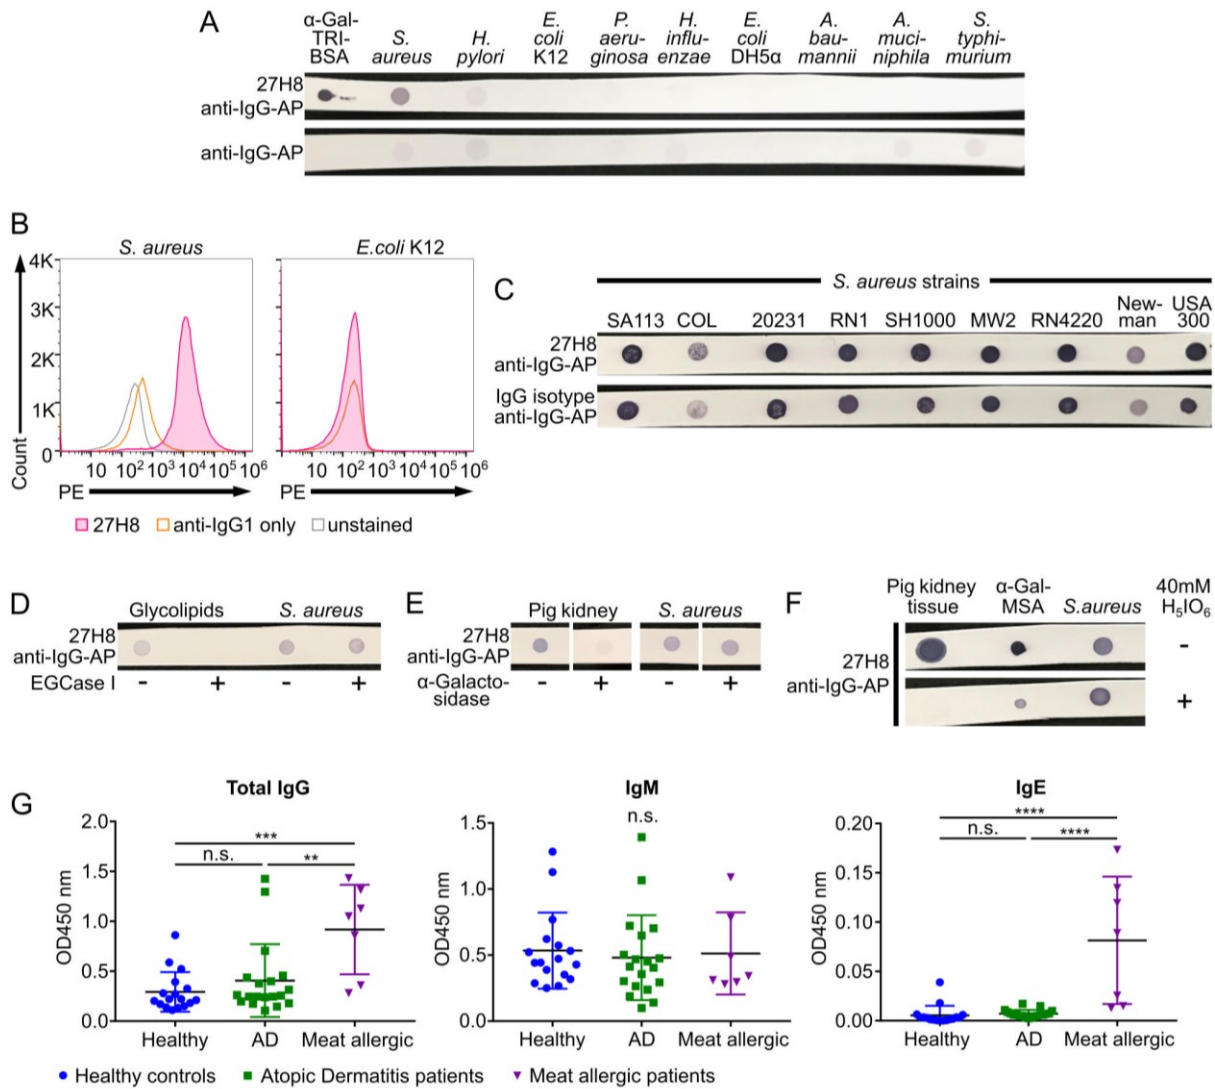 A
α-Gal-
TRI-
BSA
S.
aureus
H.
pylori
E.
coli
K12
P.
aeru-
ginosa
H.
influ-
enzae
E.
coli
DH5α
A.
bau-
mannii
A.
muci-
niphila
S.
typhi-
murium
27H8
anti-IgG-AP
anti-IgG-AP
B
S. aureus
E.coli K12
4K
3K
2K
1K
0
Count
10 10² 10³ 10⁴ 10⁵ 10⁶
10 10² 10³ 10⁴ 10⁵ 10⁶
PE
PE
27H8 anti-IgG1 only unstained
C
S. aureus strains
SA113 COL 20231 RN1 SH1000 MW2 RN4220
New-
man
USA
300
27H8
anti-IgG-AP
IgG isotype
anti-IgG-AP
D
Glycolipids S. aureus
27H8
anti-IgG-AP
EGCase I - + - +
E
Pig kidney S. aureus
27H8
anti-IgG-AP
α-Galacto-
sidase
- + - +
F
Pig kidney
tissue
α-Gal-
MSA
S.aureus
40mM
H₅IO₆
27H8
anti-IgG-AP
-
+
G
Total IgG
***
n.s. **
OD450 nm
2.0
1.5
1.0
0.5
0.0
Healthy AD Meat allergic
IgM
n.s.
OD450 nm
1.5
1.0
0.5
0.0
Healthy AD Meat allergic
IgE
****
n.s. ****
OD450 nm
0.20
0.15
0.10
0.05
0.00
Healthy AD Meat allergic
Healthy controls Atopic Dermatitis patients Meat allergic patients